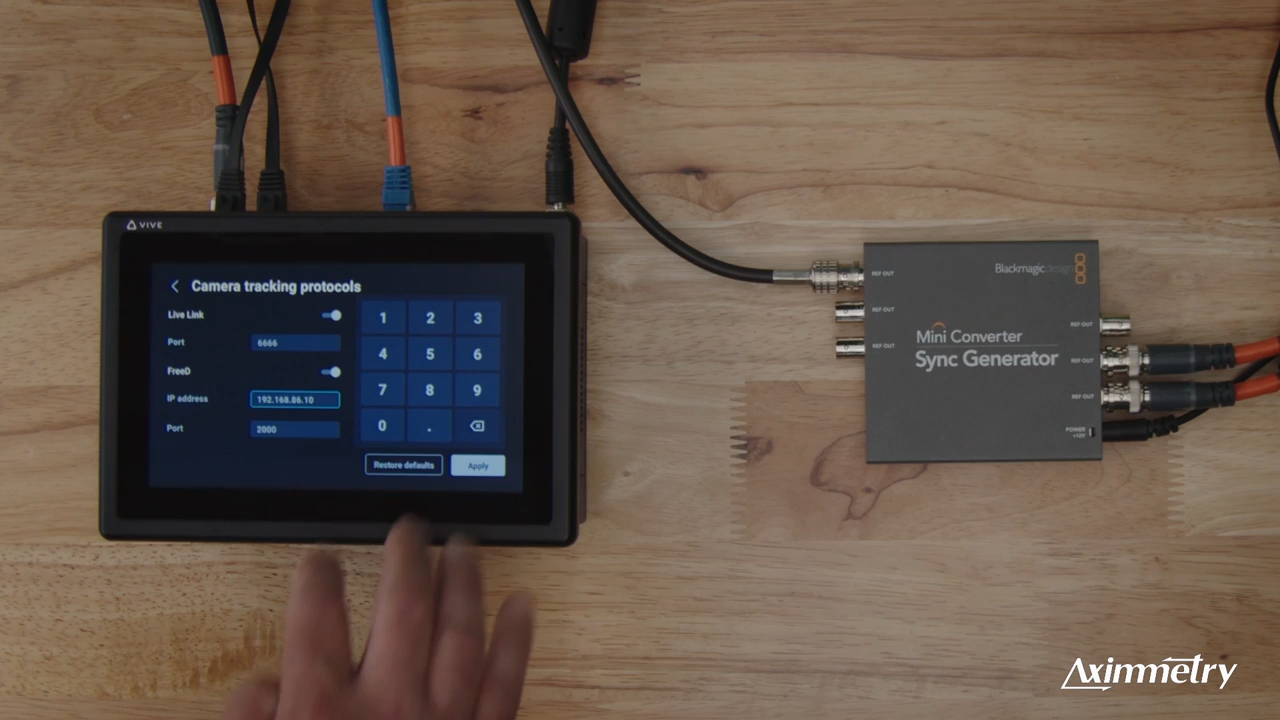 VIVE
Camera tracking protocols
Live Link
Port 6666
FreeD
IP address 192.168.86.10
Port 2000
1 2 3
4 5 6
7 8 9
0 .
Restore defaults Apply
Blackmagicdesign
REF OUT
REF OUT
REF OUT
Mini Converter
Sync Generator
REF OUT
REF OUT
REF OUT
POWER
+12V
Aximmetry